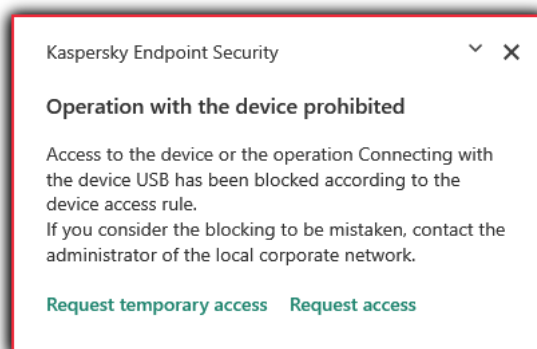 Kaspersky Endpoint Security
Operation with the device prohibited
Access to the device or the operation Connecting with
the device USB has been blocked according to the
device access rule.
If you consider the blocking to be mistaken, contact the
administrator of the local corporate network.
Request temporary access Request access